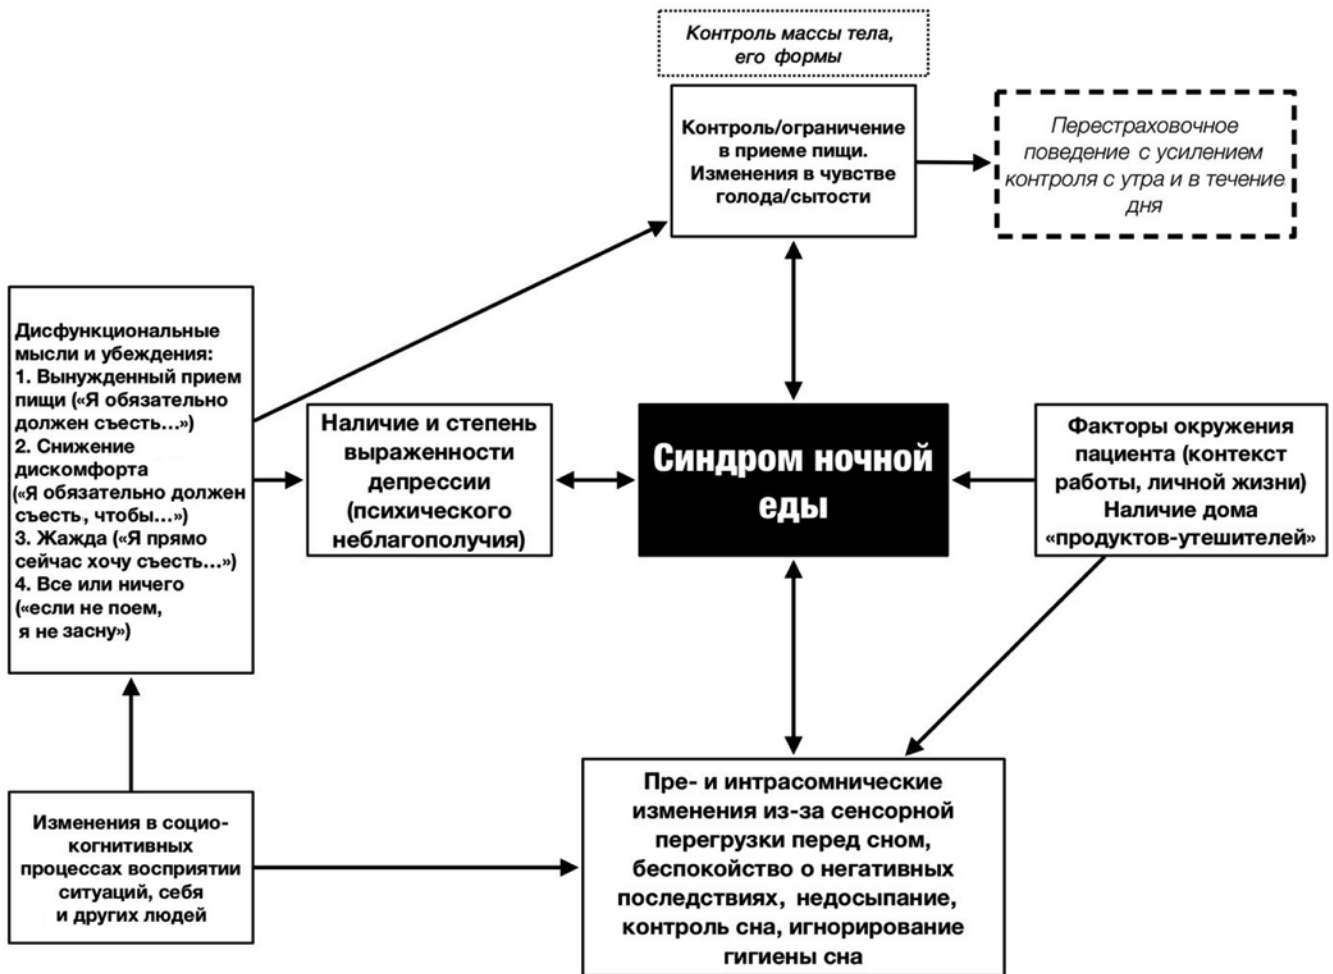 Контроль массы тела,
его формы
Контроль/ограничение
в приеме пищи.
Изменения в чувстве
голода/сытости
Перестраховочное
поведение с усилением
контроля с утра и в течение
дня
Дисфункциональные
мысли и убеждения:
1. Вынужденный прием
пищи («Я обязательно
должен съесть...»)
2. Снижение
дискомфорта
(«Я обязательно должен
съесть, чтобы...»)
3. Жажда («Я прямо
сейчас хочу съесть...»)
4. Все или ничего
(«если не поем,
я не засну»)
Наличие и степень
выраженности
депрессии
(психического
неблагополучия)
Синдром ночной
еды
Факторы окружения
пациента (контекст
работы, личной жизни)
Наличие дома
«продуктов-утешителей»
Изменения в социо-
когнитивных
процессах восприятии
ситуаций, себя
и других людей
Пре- и интрасомнические
изменения из-за сенсорной
перегрузки перед сном,
беспокойство о негативных
последствиях, недосыпание,
контроль сна, игнорирование
гигиены сна